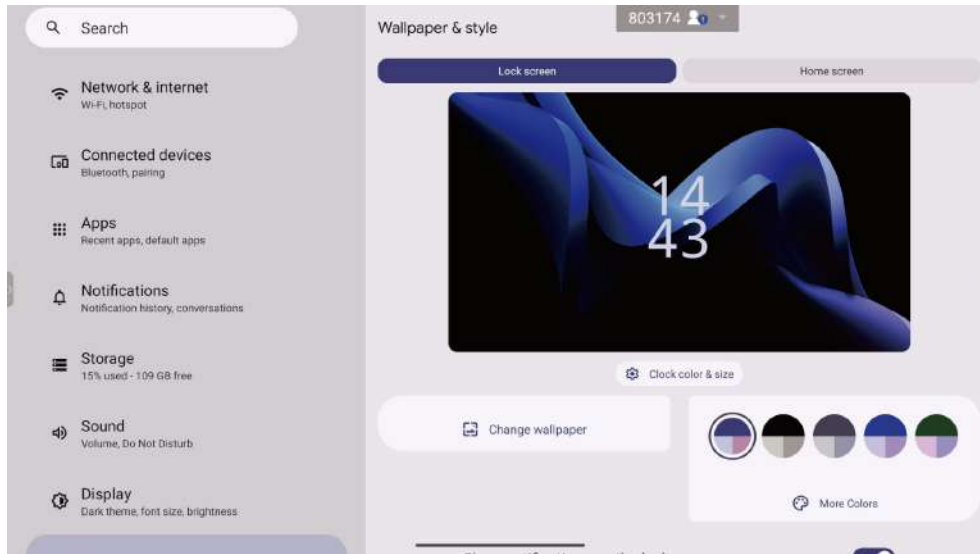 Search
Network & internet
Wi-Fi, hotspot
Connected devices
Bluetooth, pairing
Apps
Recent apps, default apps
Notifications
Notification history, conversations
Storage
15% used - 109 GB free
Sound
Volume, Do Not Disturb
Display
Dark theme, font size, brightness
Wallpaper & style
803174
Lock screen
Home screen
14
43
Clock color & size
Change wallpaper
More Colors